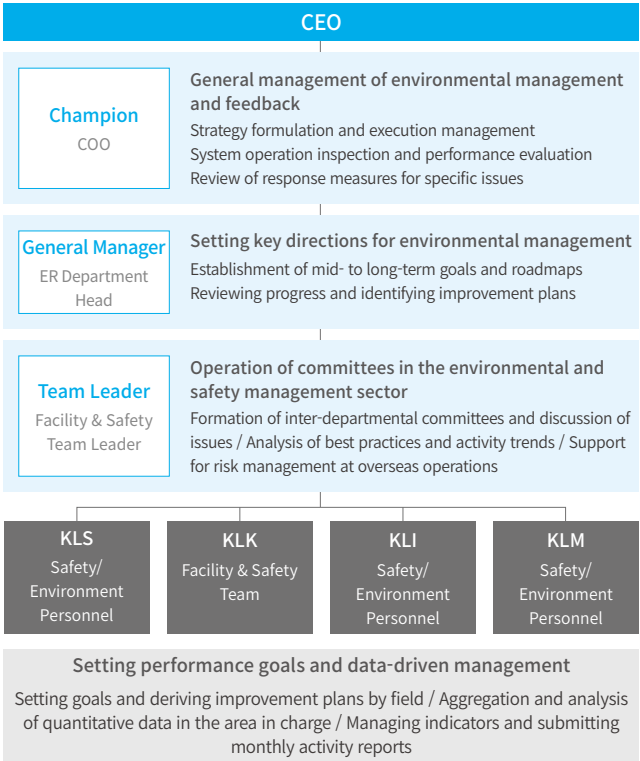 CEO
Champion
COO
General management of environmental management
and feedback
Strategy formulation and execution management
System operation inspection and performance evaluation
Review of response measures for specific issues
General Manager
ER Department
Head
Setting key directions for environmental management
Establishment of mid- to long-term goals and roadmaps
Reviewing progress and identifying improvement plans
Team Leader
Facility & Safety
Team Leader
Operation of committees in the environmental and
safety management sector
Formation of inter-departmental committees and discussion of
issues / Analysis of best practices and activity trends / Support
for risk management at overseas operations
KLS
Safety/
Environment
Personnel
KLK
Facility & Safety
Team
KLI
Safety/
Environment
Personnel
KLM
Safety/
Environment
Personnel
Setting performance goals and data-driven management
Setting goals and deriving improvement plans by field / Aggregation and analysis
of quantitative data in the area in charge / Managing indicators and submitting
monthly activity reports